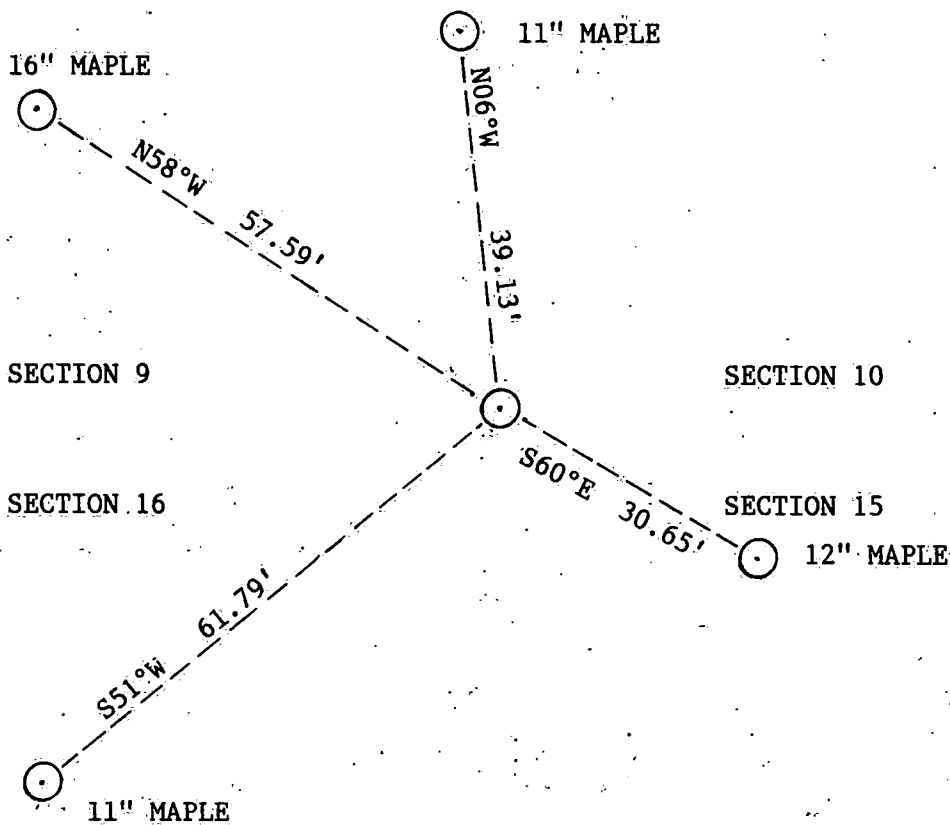 11" MAPLE
16" MAPLE
N06°W 39.13'
N58°W 57.59'
SECTION 9
SECTION 10
S60°E 30.65'
SECTION 16
SECTION 15
12" MAPLE
S51°W 61.79'
11" MAPLE